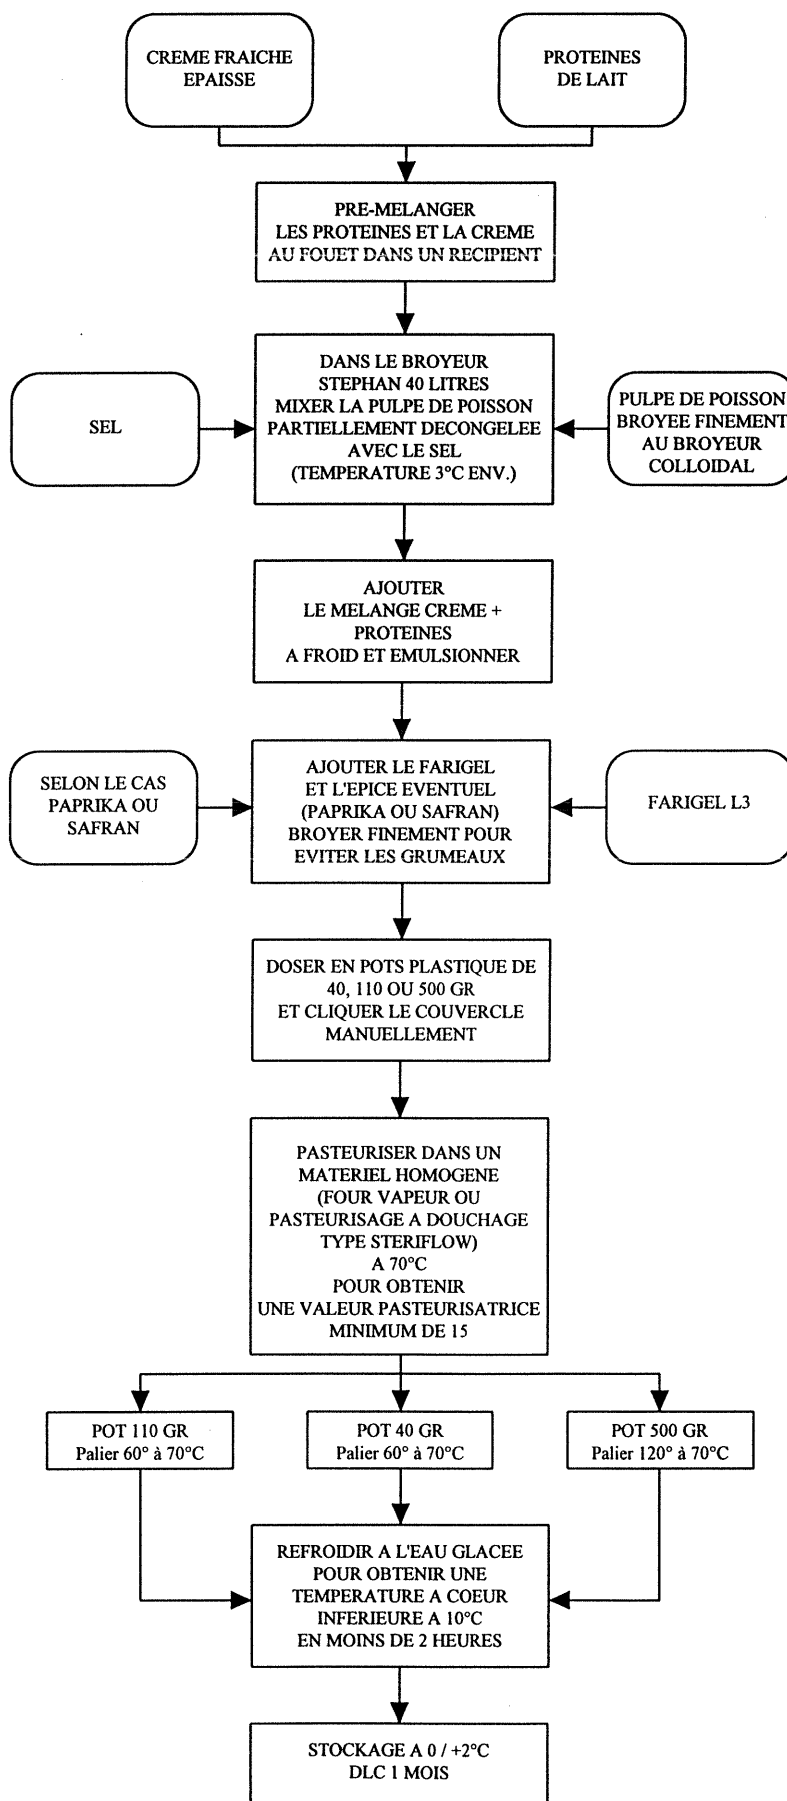 CREME FRAICHE
EPAISSE
PROTEINES
DE LAIT
PRE-MELANGER
LES PROTEINES ET LA CREME
AU FOUET DANS UN RECIPIENT
SEL
DANS LE BROYEUR
STEPHAN 40 LITRES
MIXER LA PULPE DE POISSON
PARTIELLEMENT DECONGELEE
AVEC LE SEL
(TEMPERATURE 3°C ENV.)
PULPE DE POISSON
BROYEE FINEMENT
AU BROYEUR
COLLOIDAL
AJOUTER
LE MELANGE CREME +
PROTEINES
A FROID ET EMULSIONNER
SELON LE CAS
PAPRIKA OU
SAFRAN
AJOUTER LE FARIGEL
ET L'EPICE EVENTUEL
(PAPRIKA OU SAFRAN)
BROYER FINEMENT POUR
EVITER LES GRUMEAUX
FARIGEL L3
DOSER EN POTS PLASTIQUE DE
40, 110 OU 500 GR
ET CLIQUER LE COUVERCLE
MANUELLEMENT
PASTEURISER DANS UN
MATERIEL HOMOGENE
(FOUR VAPEUR OU
PASTEURISAGE A DOUCHAGE
TYPE STERIFLOW)
A 70°C
POUR OBTENIR
UNE VALEUR PASTEURISATRICE
MINIMUM DE 15
POT 110 GR
Palier 60° à 70°C
POT 40 GR
Palier 60° à 70°C
POT 500 GR
Palier 120° à 70°C
REFROIDIR A L'EAU GLACEE
POUR OBTENIR UNE
TEMPERATURE A COEUR
INFERIEURE A 10°C
EN MOINS DE 2 HEURES
STOCKAGE A 0 / +2°C
DLC 1 MOIS